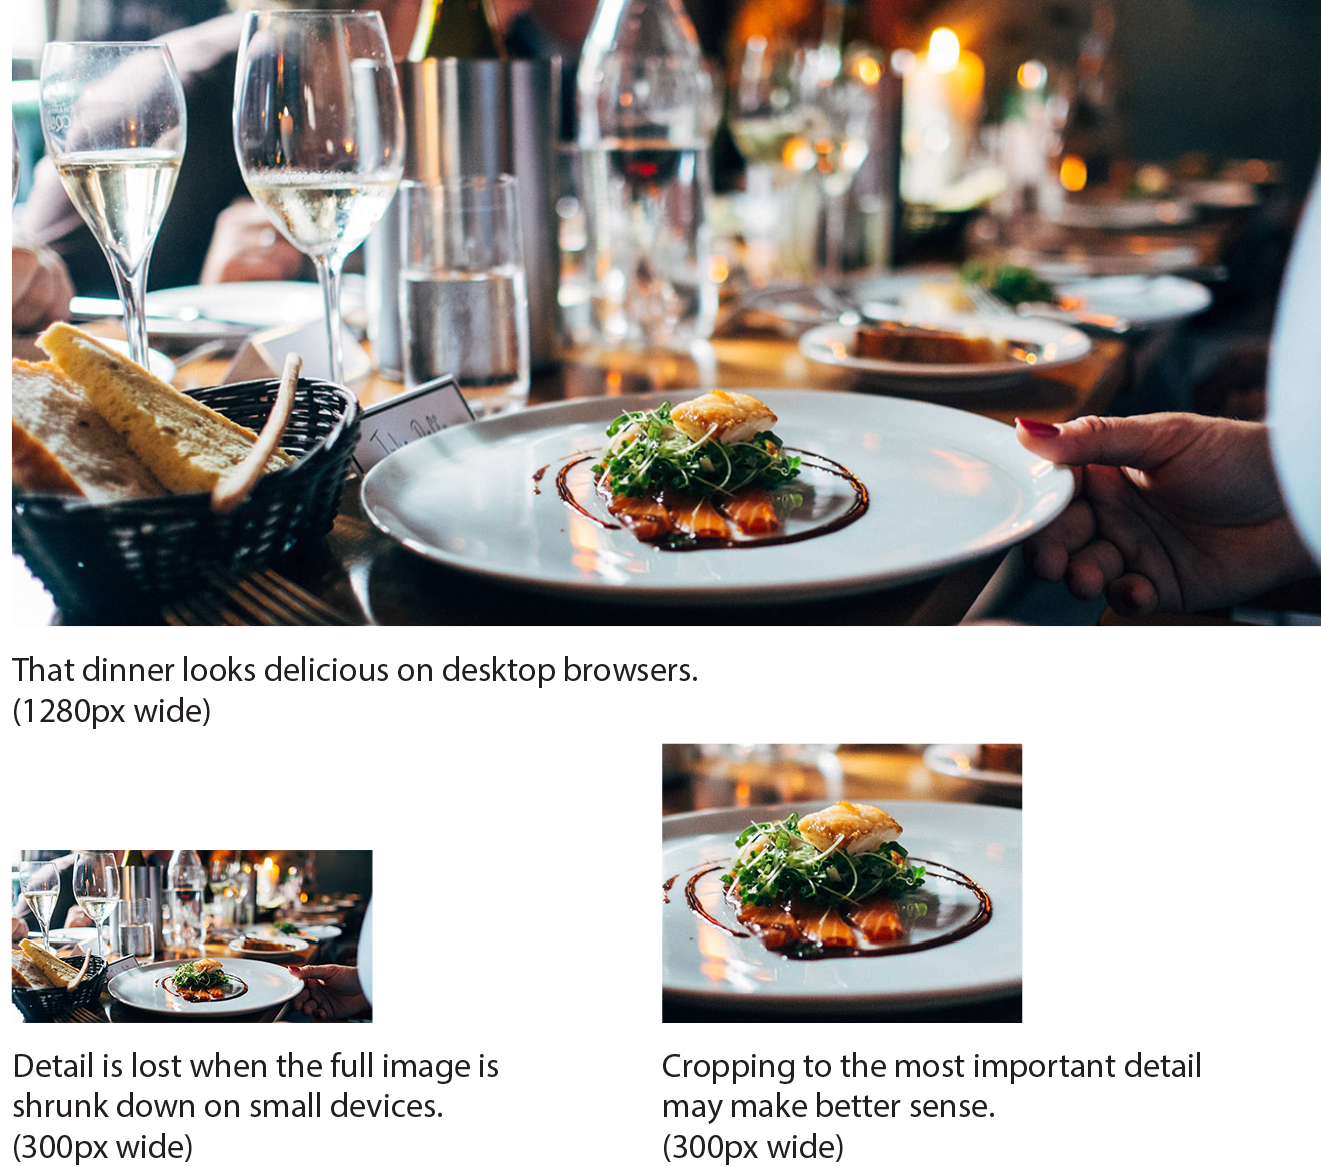 That dinner looks delicious on desktop browsers.
(1280px wide)
Detail is lost when the full image is
shrunk down on small devices.
(300px wide)
Cropping to the most important detail
may make better sense.
(300px wide)